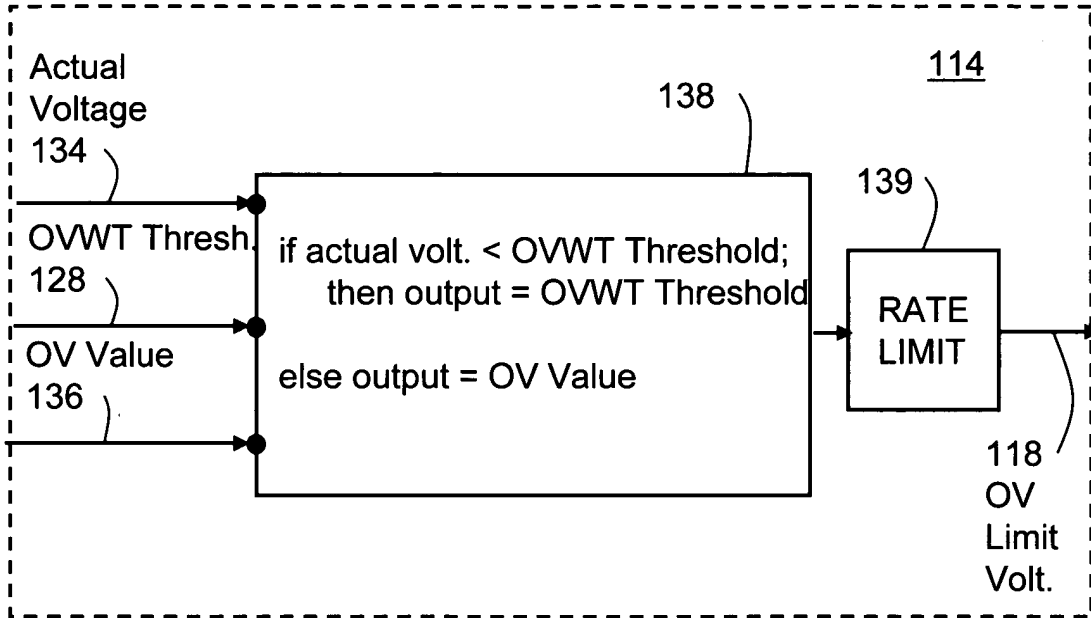 114
Actual
Voltage
134
OVWT Thresh.
128
OV Value
136
138
if actual volt. < OVWT Threshold;
then output = OVWT Threshold
else output = OV Value
139
RATE
LIMIT
118
OV
Limit
Volt.